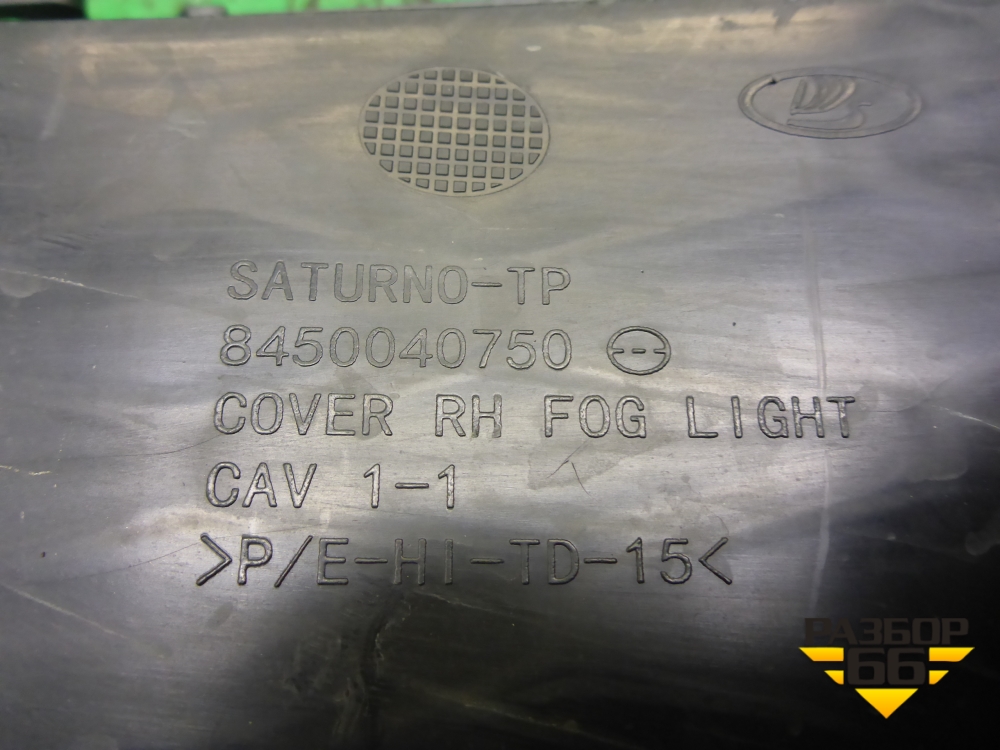 SATURNO-TP
8450040750
COVER RH FOG LIGHT
CAV 1-1
>P/E-HI-TD-15<
РАЗБОР
66